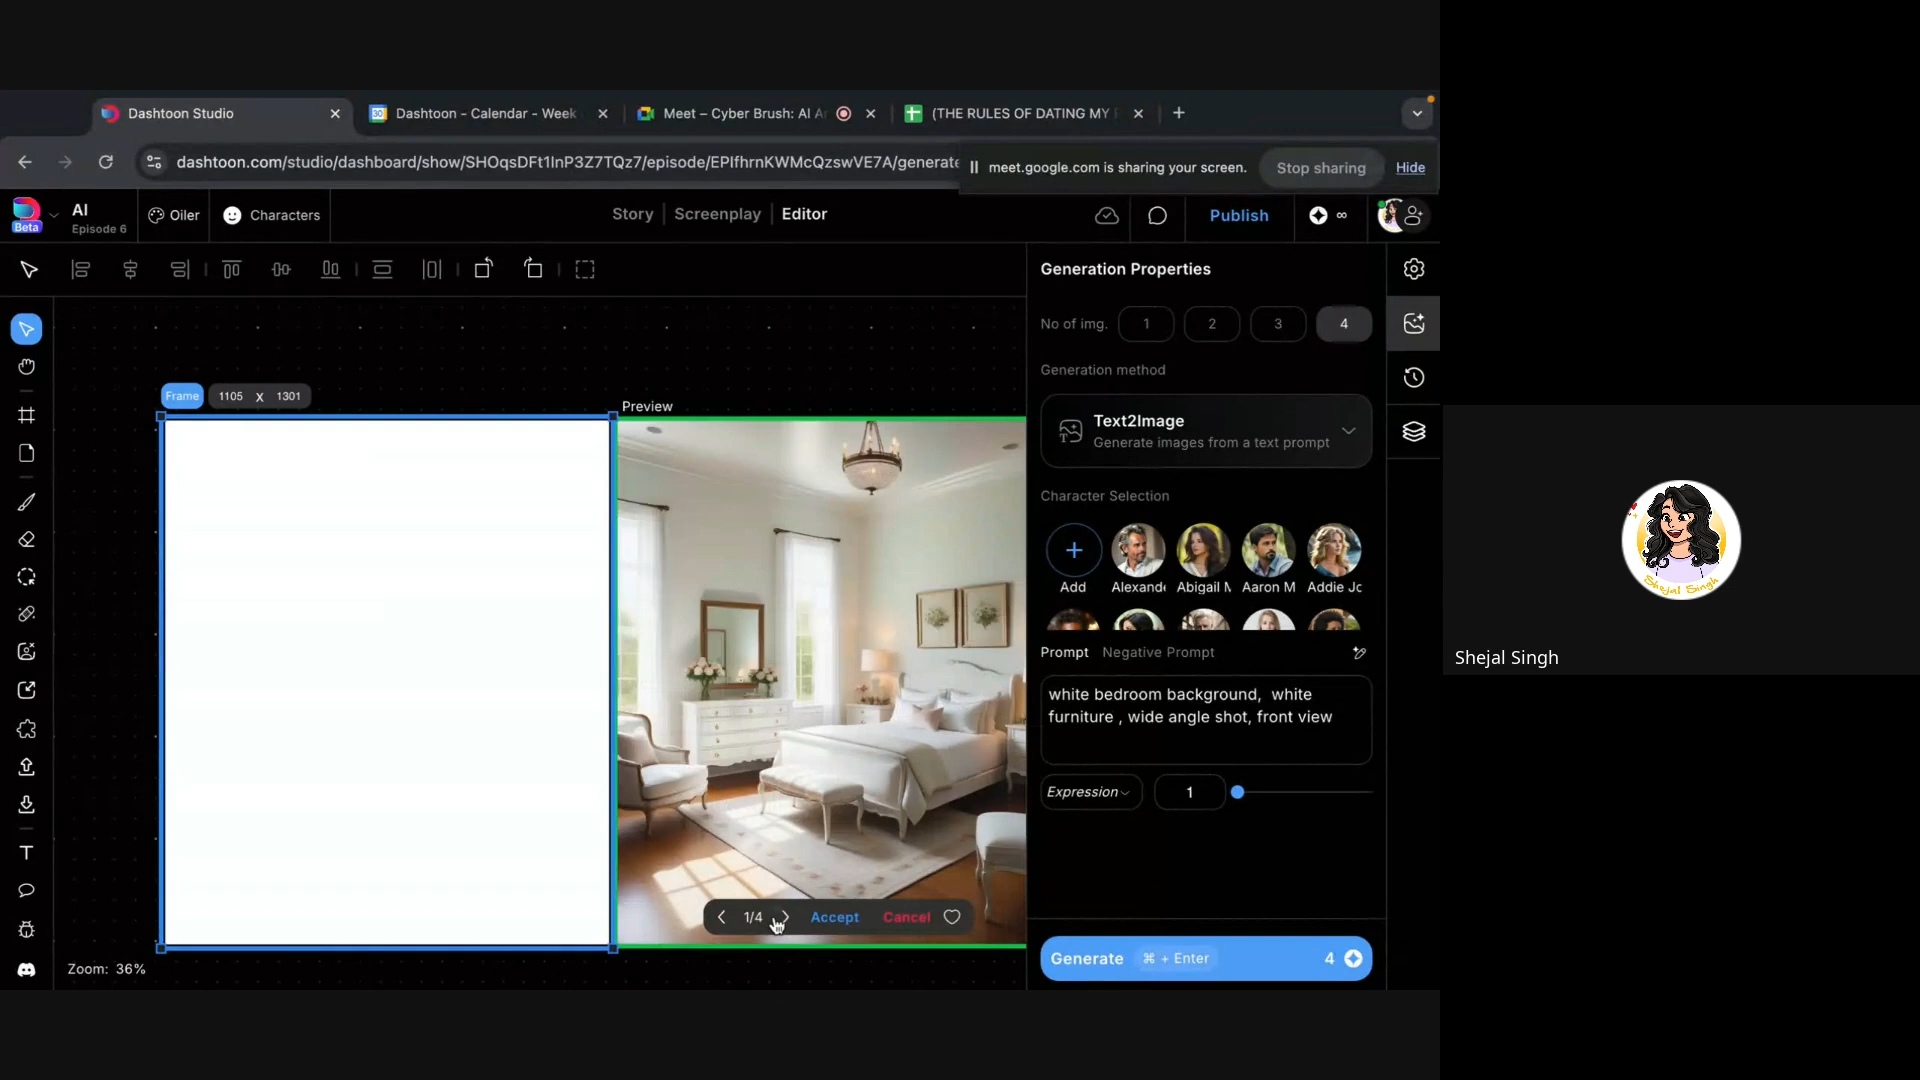 Dashtoon Studio
Dashtoon - Calendar - Week
Meet – Cyber Brush: AI A
(THE RULES OF DATING MY
dashtoon.com/studio/dashboard/show/SHOqsDFt1lnP3Z7TQz7/episode/EPIfhrnKWMcQzswVE7A/generate
meet.google.com is sharing your screen.
Stop sharing
Hide
Beta
AI
Episode 6
Oiler
Characters
Story
Screenplay
Editor
Publish
∞
Generation Properties
No of img.
1
2
3
4
Generation method
Text2Image
Generate images from a text prompt
Character Selection
Add
Alexande
Abigail M
Aaron M
Addie Jo
Prompt
Negative Prompt
white bedroom background,  white
furniture , wide angle shot, front view
Expression
1
Generate
⌘ + Enter
4
Frame
1105 x 1301
Preview
1/4
Accept
Cancel
Zoom: 36%
Shejal Singh
Shejal Singh